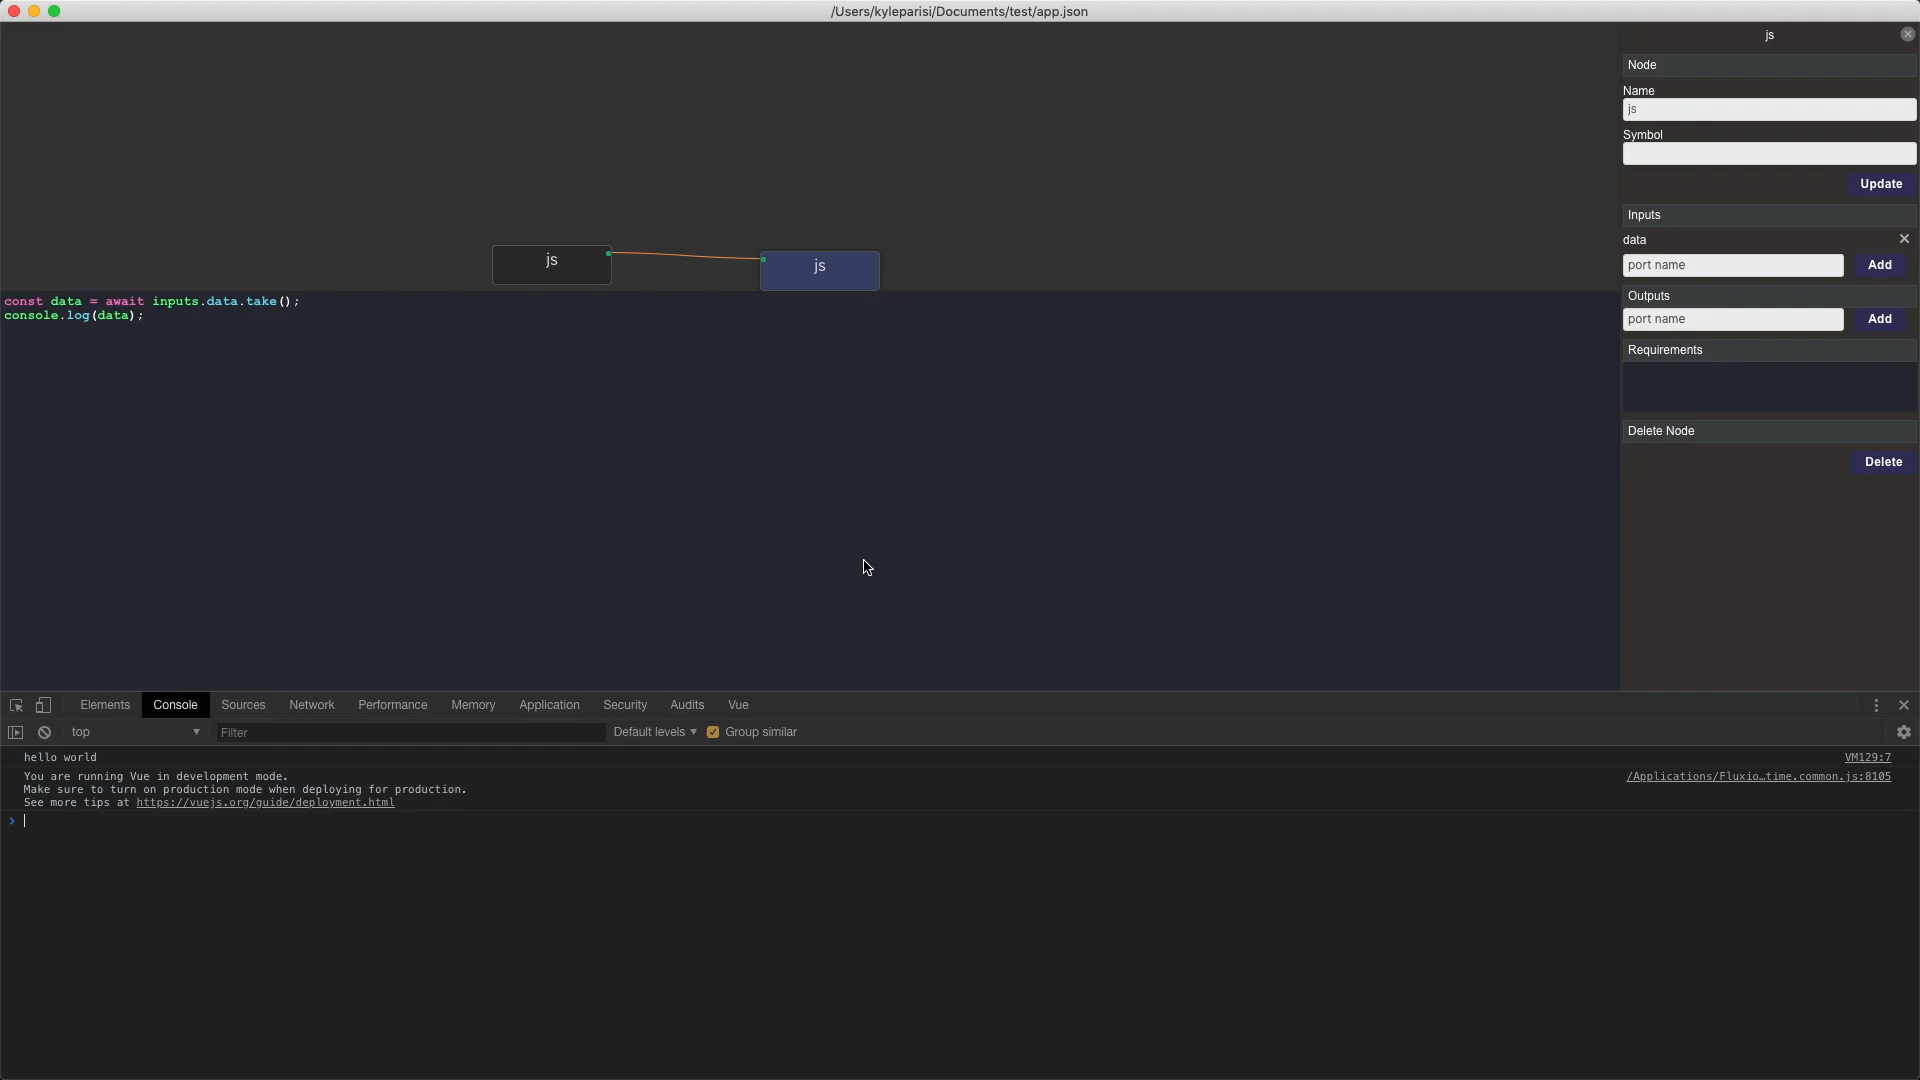 /Users/kyleparisi/Documents/test/app.json
js
Node
Name
js
Symbol
Update
Inputs
data
port name Add
Outputs
port name Add
Requirements
Delete Node
Delete
js js
const data = await inputs.data.take();
console.log(data);
Elements Console Sources Network Performance Memory Application Security Audits Vue
top Filter Default levels Group similar
hello world VM129:7
You are running Vue in development mode. /Applications/Fluxio…time.common.js:8105
Make sure to turn on production mode when deploying for production.
See more tips at https://vuejs.org/guide/deployment.html